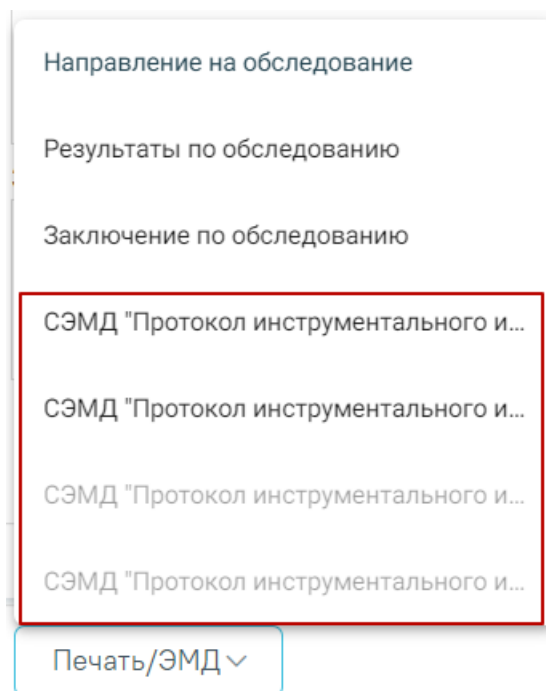 Направление на обследование
Результаты по обследованию
Заключение по обследованию
СЭМД "Протокол инструментального и...
СЭМД "Протокол инструментального и...
СЭМД "Протокол инструментального и...
СЭМД "Протокол инструментального и...
Печать/ЭМД